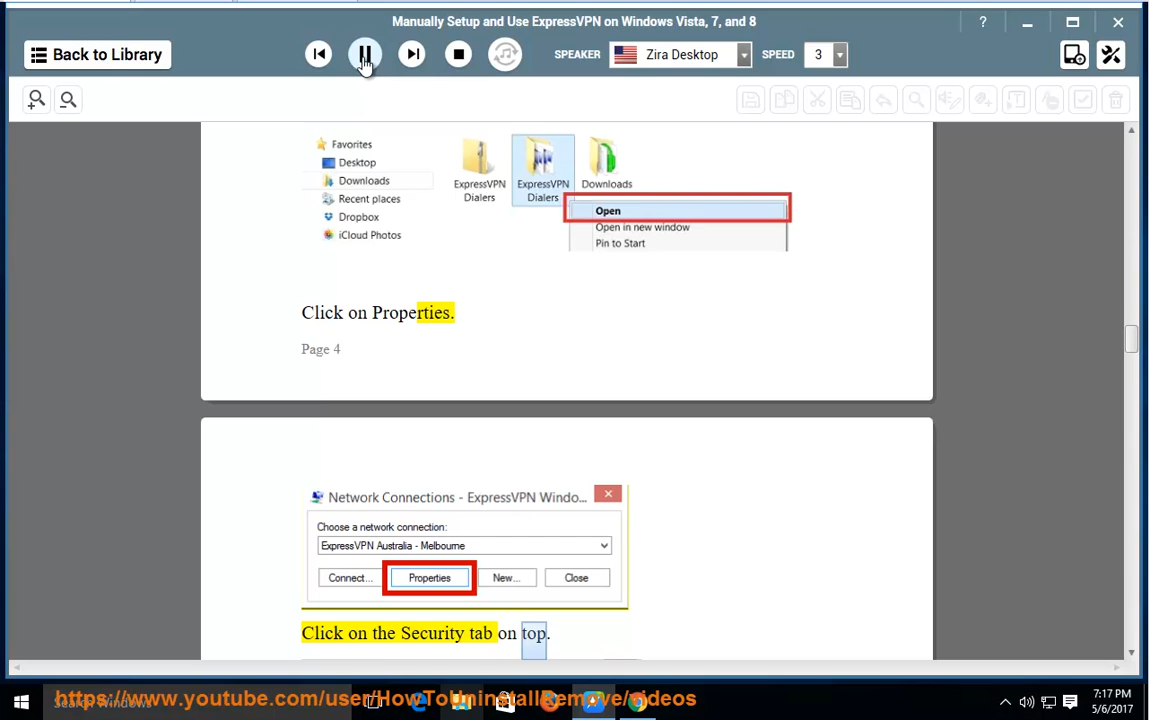 Manually Setup and Use ExpressVPN on Windows Vista, 7, and 8
?
Back to Library
SPEAKER
Zira Desktop
SPEED
3
Favorites
Desktop
Downloads
Recent places
Dropbox
iCloud Photos
ExpressVPN
Dialers
ExpressVPN
Dialers
Downloads
Open
Open in new window
Pin to Start
Click on Properties.
Page 4
Network Connections - ExpressVPN Windo...
Choose a network connection:
ExpressVPN Australia - Melbourne
Connect...
Properties
New...
Close
Click on the Security tab on top.
Search Windows
https://www.youtube.com/user/HowToUninstallRemove/videos
7:17 PM
5/6/2017